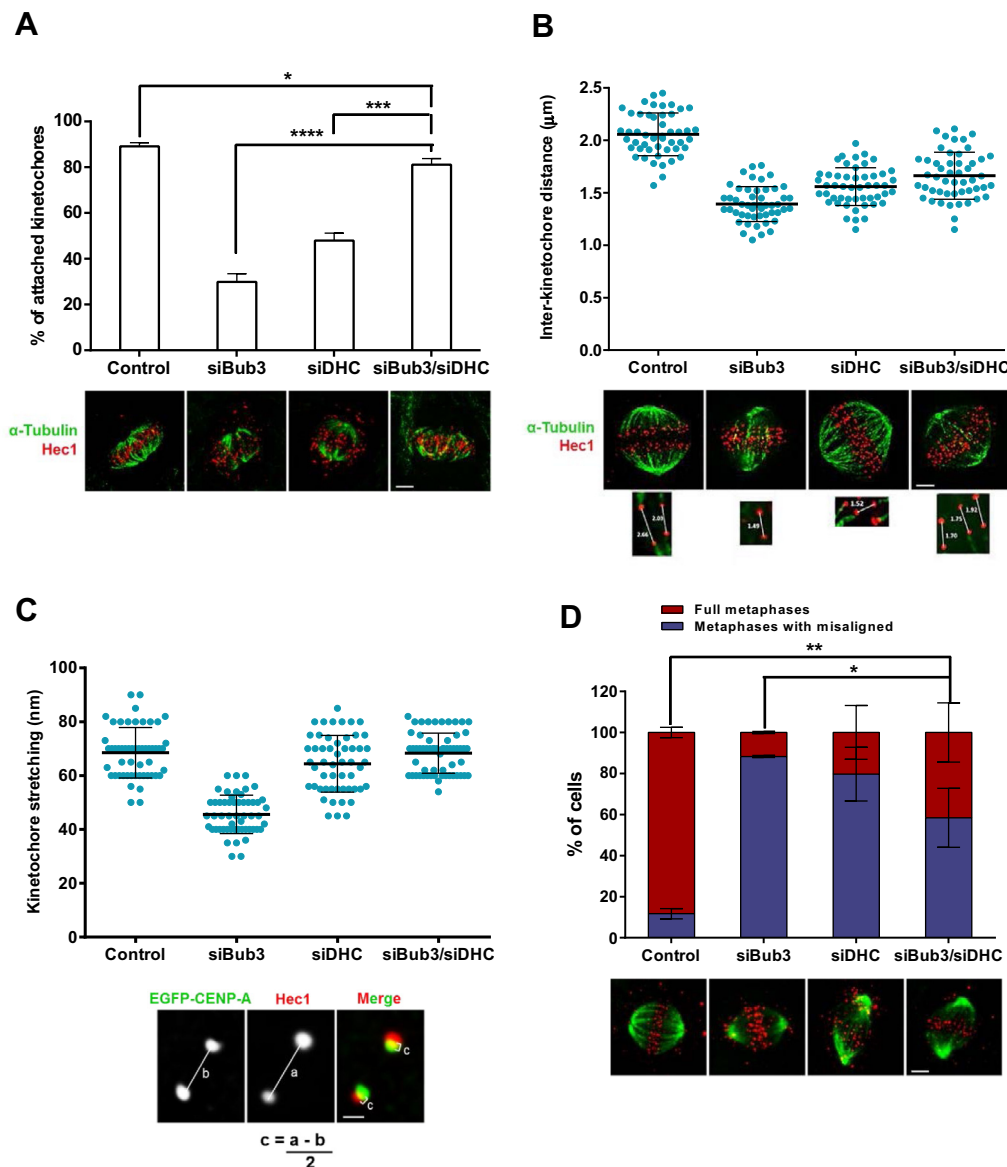 A
*
***
****
% of attached kinetochores
100
80
60
40
20
0
Control siBub3 siDHC siBub3/siDHC
α-Tubulin
Hec1
B
Inter-kinetochore distance (μm)
2.5
2.0
1.5
1.0
0.5
0.0
Control siBub3 siDHC siBub3/siDHC
α-Tubulin
Hec1
2.66 2.03
1.49
1.52
1.70 1.75 1.92
C
Kinetochore stretching (nm)
100
80
60
40
20
0
Control siBub3 siDHC siBub3/siDHC
EGFP-CENP-A Hec1 Merge
b a c
c
c = a - b
2
D
Full metaphases
Metaphases with misaligned
**
*
% of cells
120
100
80
60
40
20
0
Control siBub3 siDHC siBub3/siDHC